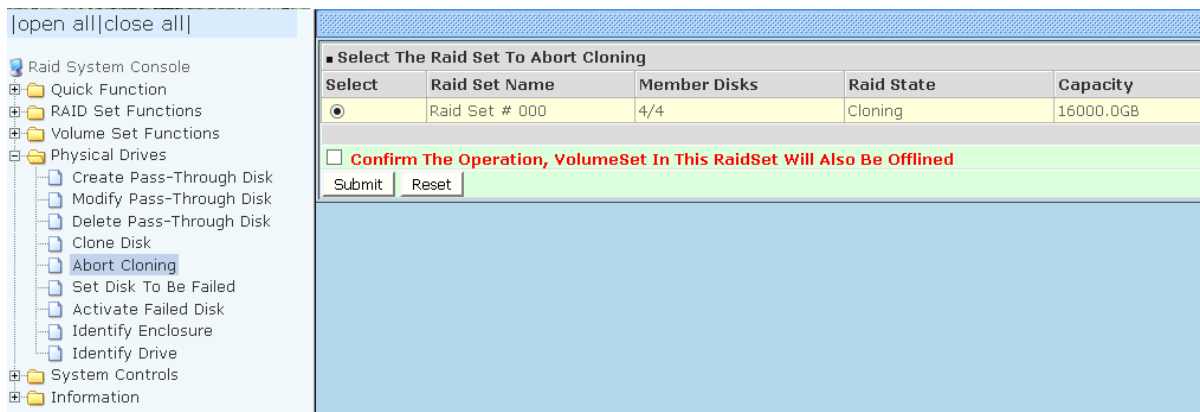 |open all|close all|
Raid System Console
Quick Function
RAID Set Functions
Volume Set Functions
Physical Drives
Create Pass-Through Disk
Modify Pass-Through Disk
Delete Pass-Through Disk
Clone Disk
Abort Cloning
Set Disk To Be Failed
Activate Failed Disk
Identify Enclosure
Identify Drive
System Controls
Information
Select The Raid Set To Abort Cloning
Select Raid Set Name Member Disks Raid State Capacity
Raid Set # 000 4/4 Cloning 16000.0GB
Confirm The Operation, VolumeSet In This RaidSet Will Also Be Offlined
Submit Reset